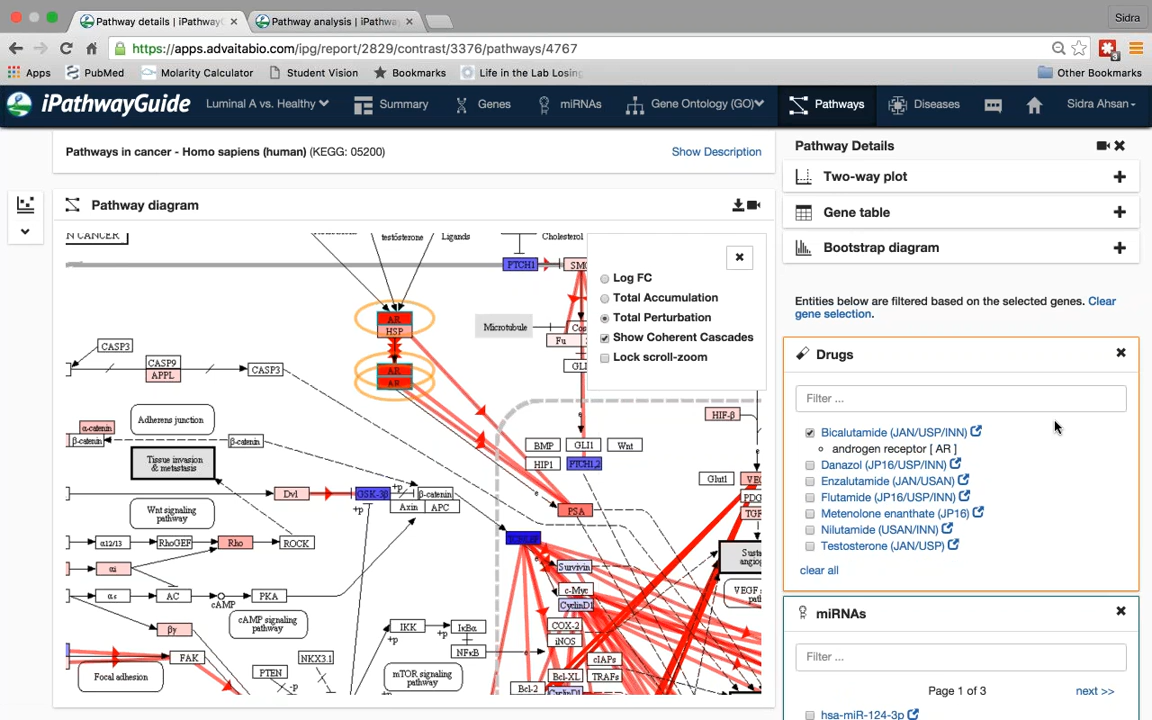 Pathway details | iPathwayG
Pathway analysis | iPathwa
Sidra
https://apps.advaitabio.com/ipg/report/2829/contrast/3376/pathways/4767
3
Apps PubMed Molarity Calculator Student Vision Bookmarks Life in the Lab Losing Other Bookmarks
iPathwayGuide Luminal A vs. Healthy Summary Genes miRNAs Gene Ontology (GO) Pathways Diseases Sidra Ahsan
Pathways in cancer - Homo sapiens (human) (KEGG: 05200) Show Description
Pathway diagram
N CANCER
testosterone
Ligands
Cholesterol
PTCH1
SMO
AR
HSP
Microtubule
Fu
AR
AR
CASP3
CASP9
APPL
CASP3
α-catenin
β-catenin
Adherens junction
β-catenin
HIF-β
BMP GLI1 Wnt
HIP1 PTCH1,2
Tissue invasion
& metastasis
Glut1
Dvl
GSK-3β
+p
+p
β-catenin
Axin APC
PSA
Wnt signaling
pathway
α12/13
RhoGEF
Rho
ROCK
Survivin
αi
αs
AC
cAMP
PKA
c-Myc
CyclinD1
cAMP signaling
pathway
COX-2
iNOS
βγ
IKK
+p
IκBα
+p
NFκB
FAK
cIAPs
TRAFs
Focal adhesion
PTEN
NKX3.1
-p
mTOR signaling
pathway
Bcl-XL
Bcl-2
CyclinD1
Log FC
Total Accumulation
Total Perturbation
Show Coherent Cascades
Lock scroll-zoom
Pathway Details
Two-way plot
Gene table
Bootstrap diagram
Entities below are filtered based on the selected genes. Clear
gene selection.
Drugs
Filter ...
Bicalutamide (JAN/USP/INN)
androgen receptor [ AR ]
Danazol (JP16/USP/INN)
Enzalutamide (JAN/USAN)
Flutamide (JP16/USP/INN)
Metenolone enanthate (JP16)
Nilutamide (USAN/INN)
Testosterone (JAN/USP)
clear all
miRNAs
Filter ...
Page 1 of 3 next >>
hsa-miR-124-3p